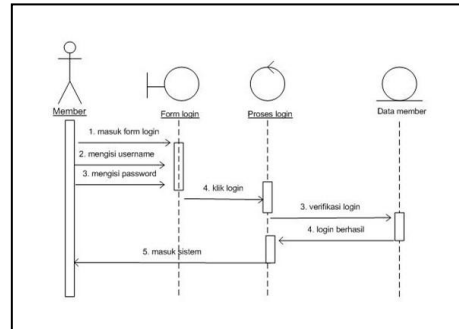 Member
Form login
Proses login
Data member
1. masuk form login
2. mengisi username
3. mengisi password
4. klik login
3. verifikasi login
4. login berhasil
5. masuk sistem